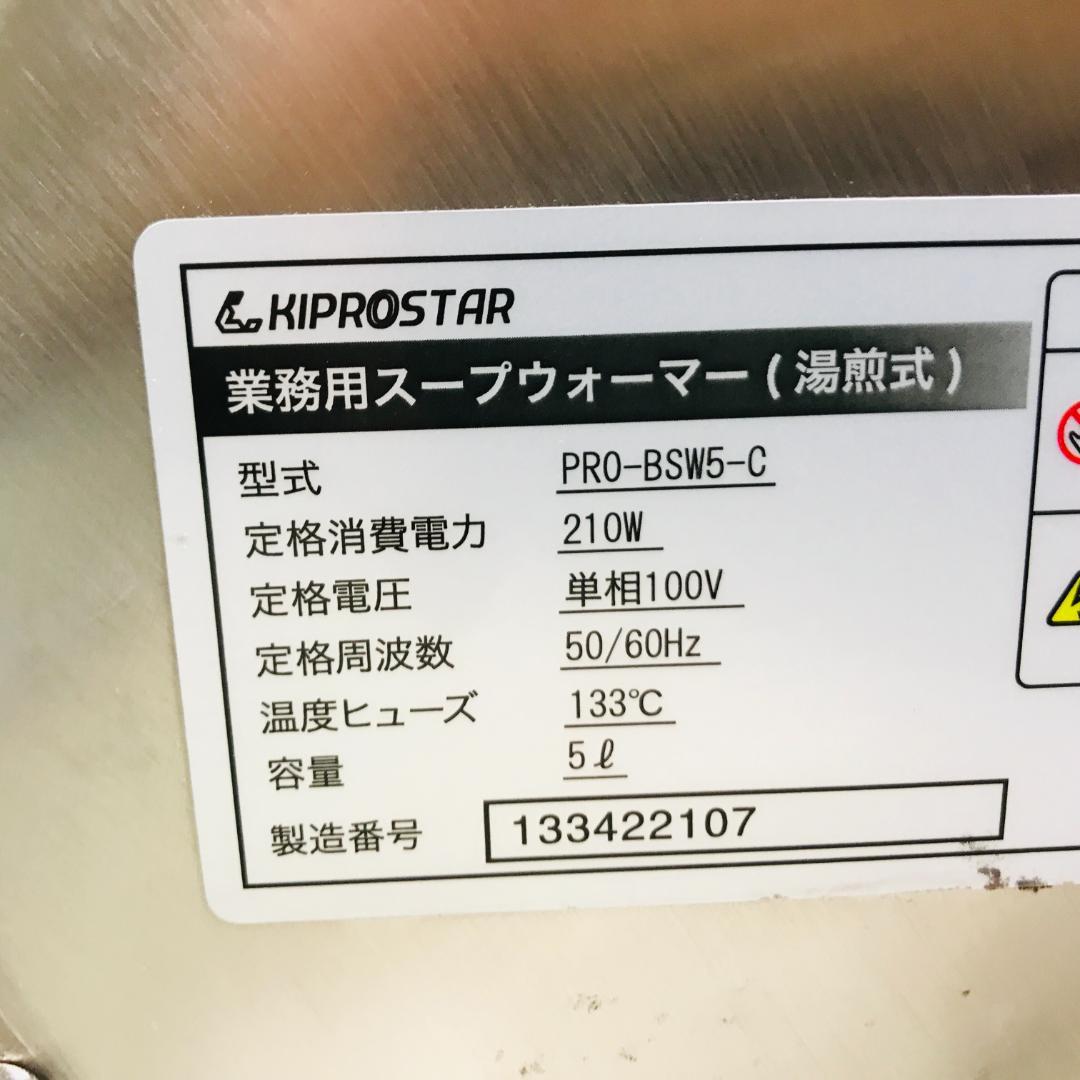 KIPROSTAR
業務用スープウォーマー(湯煎式)
型式 PRO-BSW5-C
定格消費電力 210W
定格電圧 単相100V
定格周波数 50/60Hz
温度ヒューズ 133℃
容量 5ℓ
製造番号 133422107